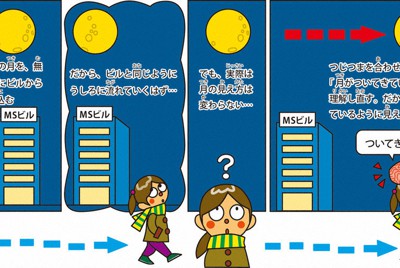 の月を、無
にビルから
込む
MSビル
だから、ビルと同じように
うしろに流れていくはず…
MSビル
でも、実際は
月の見え方は
変わらない…
?
つじつまを合わせ
「月がついてきて
理解し直す。だか
ているように見え
MSビル
ついてき